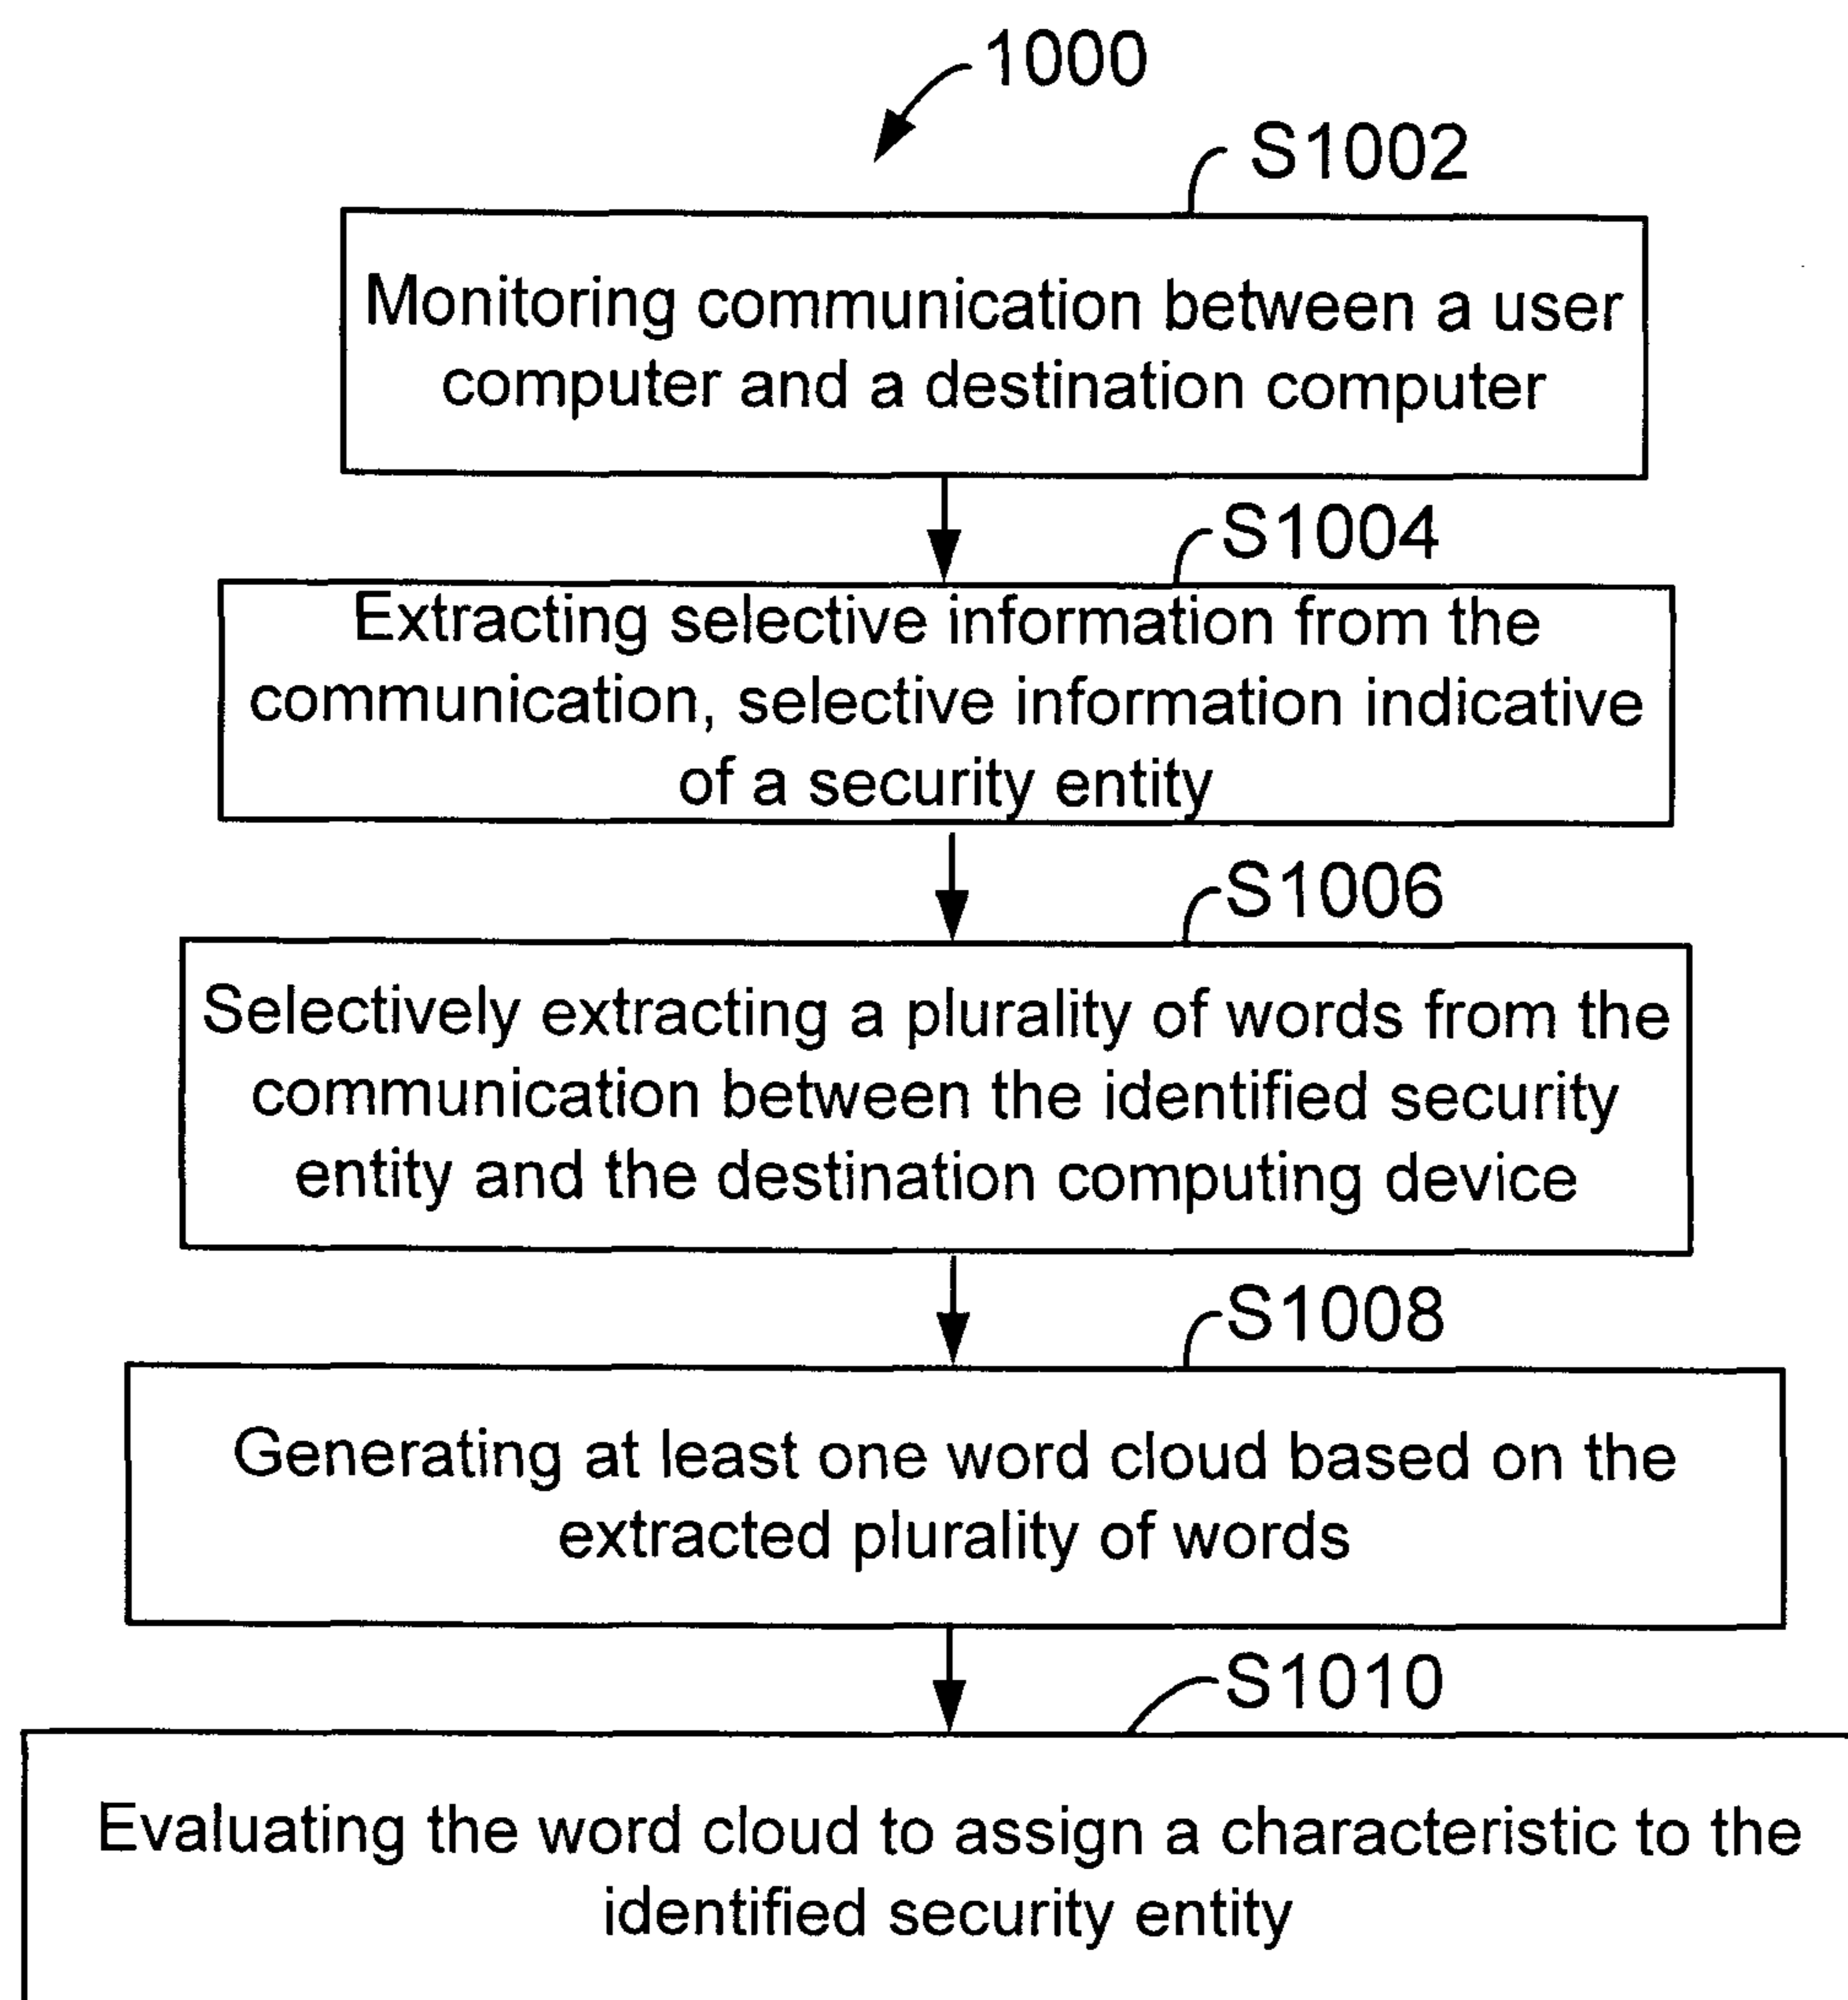 1000
S1002
Monitoring communication between a user
computer and a destination computer
S1004
Extracting selective information from the
communication, selective information indicative
of a security entity
S1006
Selectively extracting a plurality of words from the
communication between the identified security
entity and the destination computing device
S1008
Generating at least one word cloud based on the
extracted plurality of words
S1010
Evaluating the word cloud to assign a characteristic to the
identified security entity